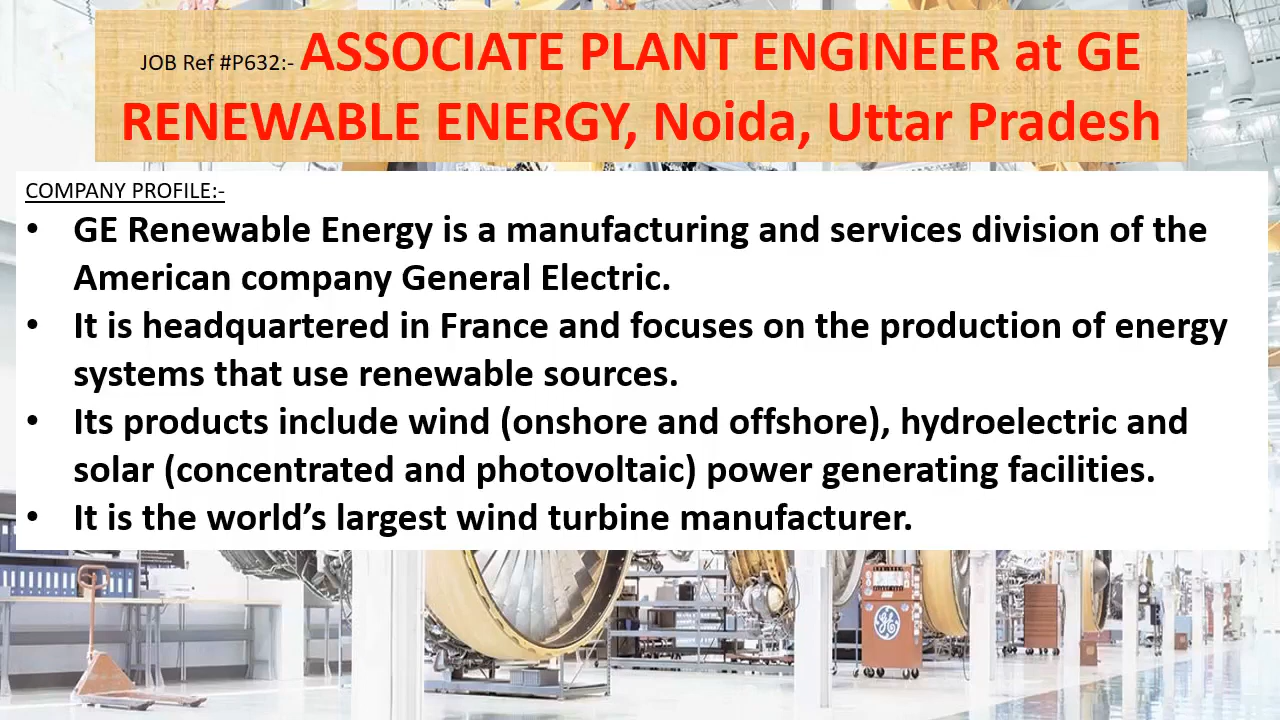 JOB Ref #P632:- ASSOCIATE PLANT ENGINEER at GE
RENEWABLE ENERGY, Noida, Uttar Pradesh
COMPANY PROFILE:-
• GE Renewable Energy is a manufacturing and services division of the
American company General Electric.
• It is headquartered in France and focuses on the production of energy
systems that use renewable sources.
• Its products include wind (onshore and offshore), hydroelectric and
solar (concentrated and photovoltaic) power generating facilities.
• It is the world’s largest wind turbine manufacturer.
GE